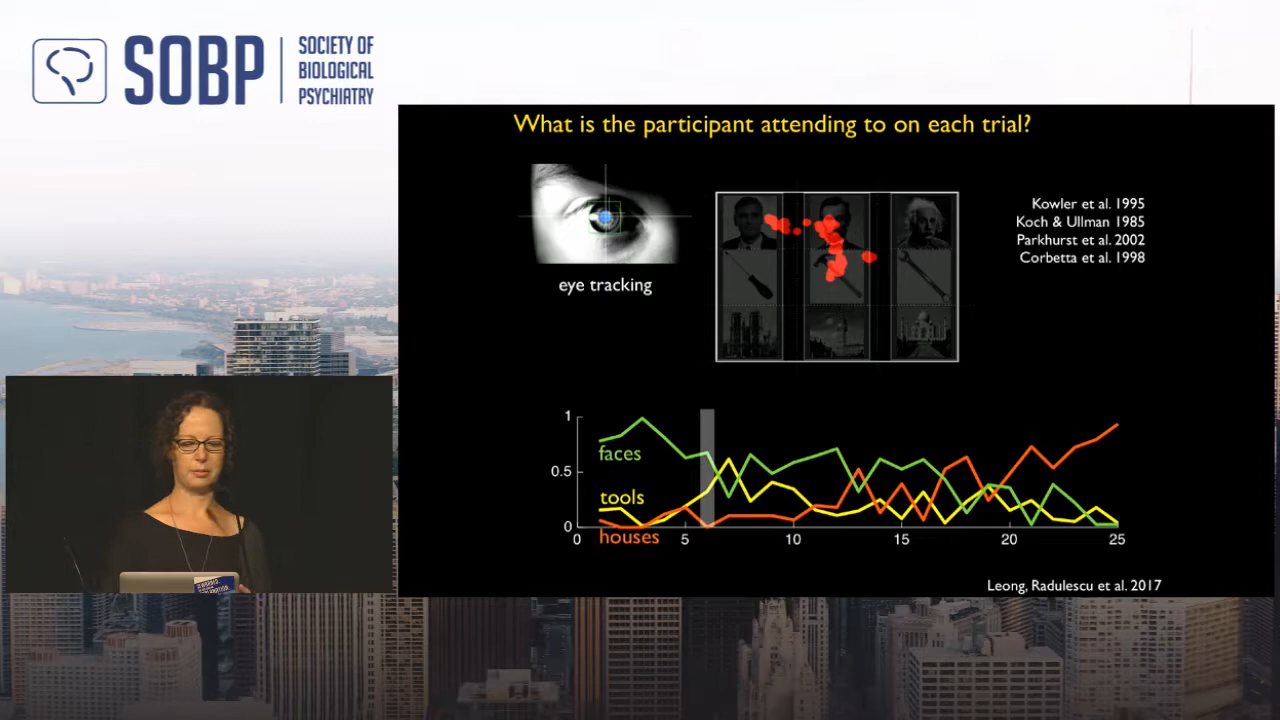 SOBP
SOCIETY OF
BIOLOGICAL
PSYCHIATRY
What is the participant attending to on each trial?
eye tracking
Kowler et al. 1995
Koch & Ullman 1985
Parkhurst et al. 2002
Corbetta et al. 1998
1
0.5
0
faces
tools
houses
0 5 10 15 20 25
Leong, Radulescu et al. 2017